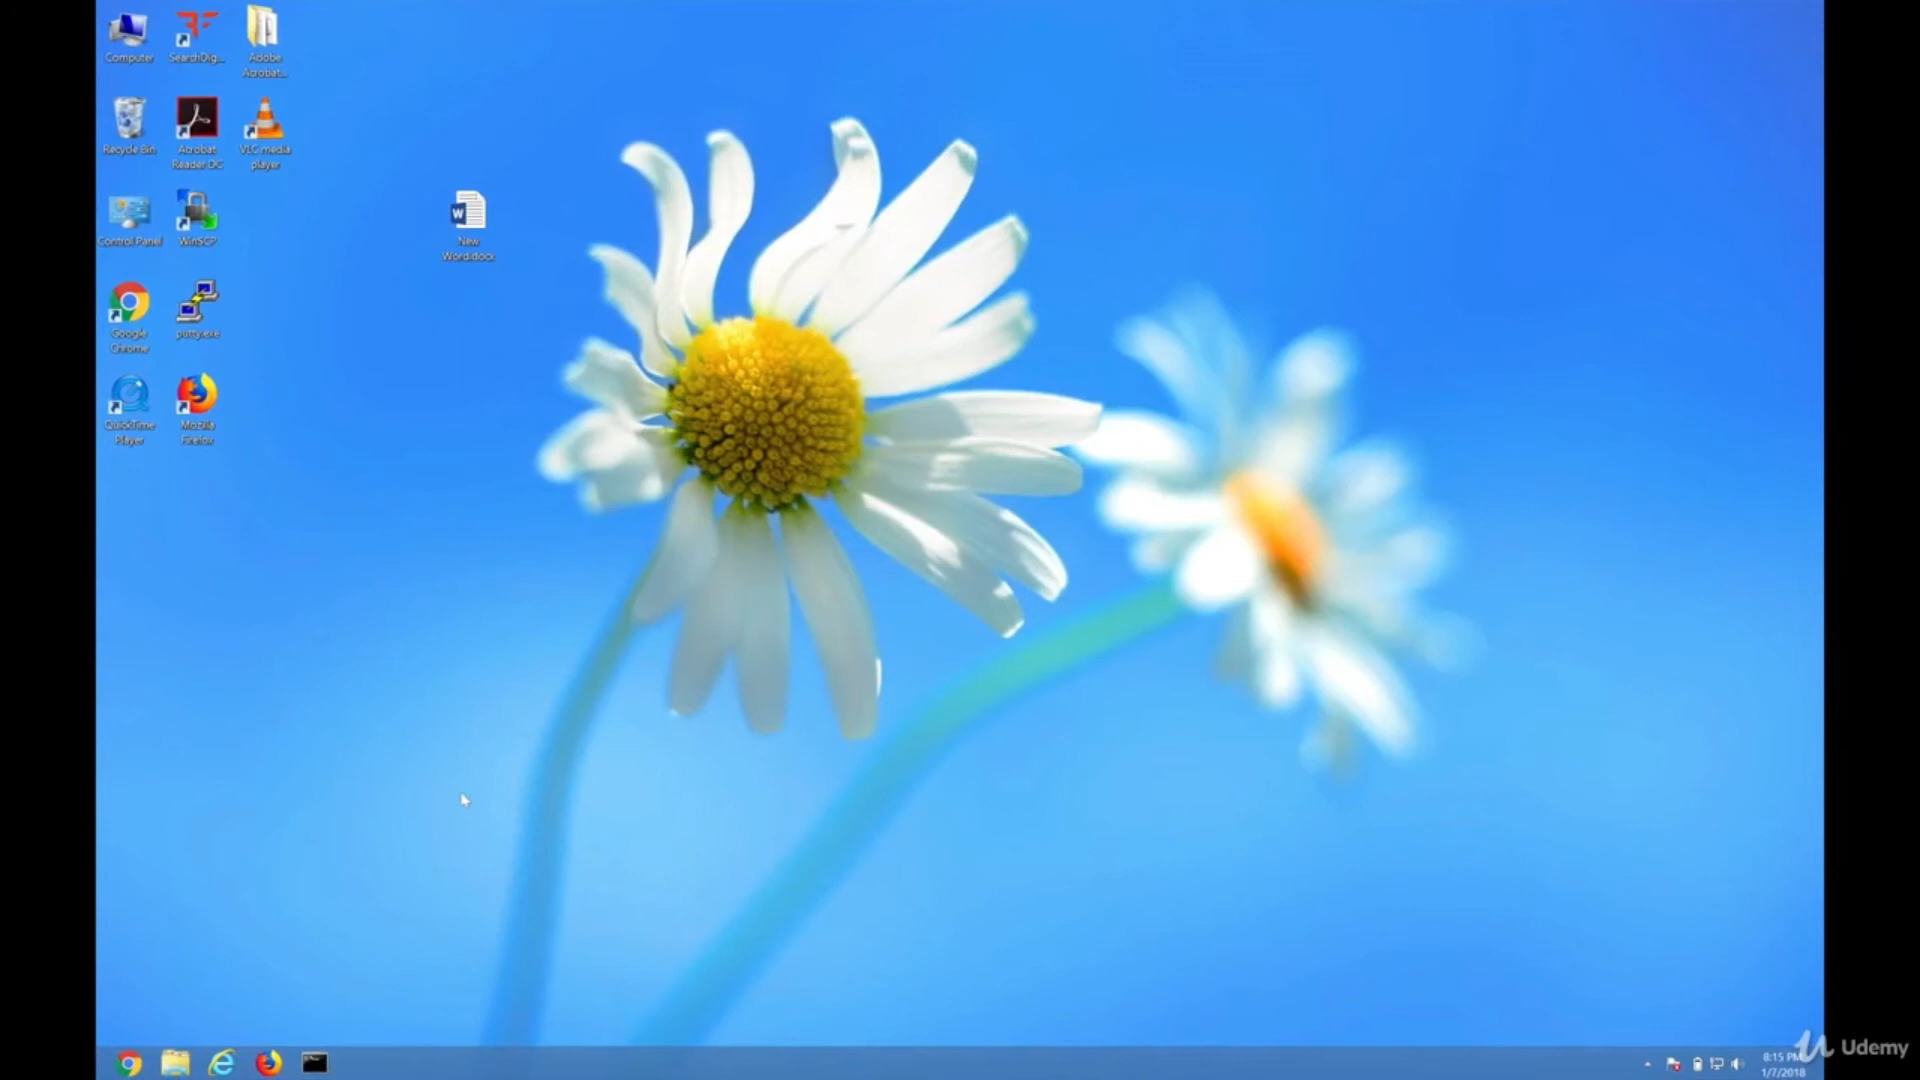 Computer
SearchDig...
Adobe
Acrobat...
Recycle Bin
Acrobat
Reader DC
VLC media
player
Control Panel
WinSCP
New
Word.docx
Google
Chrome
putty.exe
QuickTime
Player
Mozilla
Firefox
8:15 PM
1/7/2018
Udemy